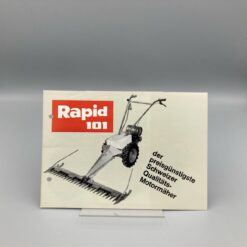 Rapid
101
der
preisgünstigste
Schweizer
Qualitäts-
Motormäher